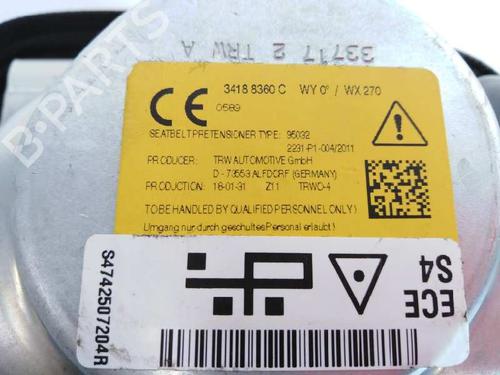 33717 2 TRW A
3418 8360 C WY 0° / WX 270
CE
0589
SEATBELT PRETENSIONER TYPE: 95032
2231-P1-004/2011
PRODUCER: TRW AUTOMOTIVE GmbH
D - 73553 ALFDORF (GERMANY)
PRODUCTION: 18-01-31 Z11 TRWO-4
TO BE HANDLED BY QUALIFIED PERSONNEL ONLY !
Umgang nur durch geschultes Personal erlaubt !
S4742507204R
ECE
S4
B-PARTS